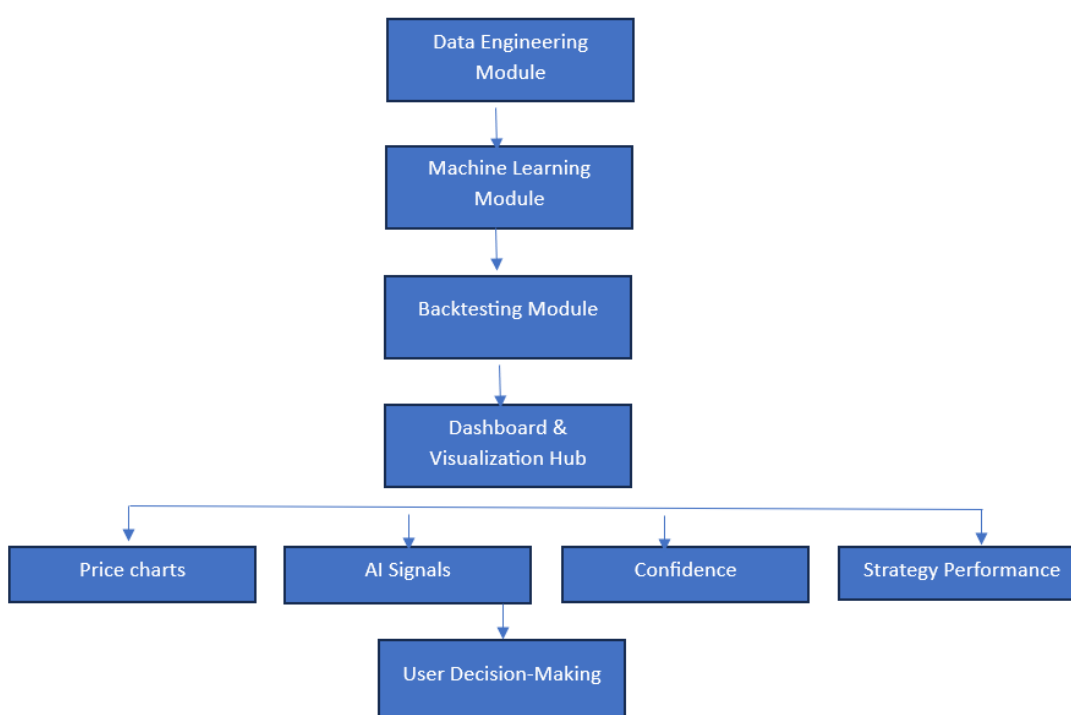 Data Engineering
Module
Machine Learning
Module
Backtesting Module
Dashboard &
Visualization Hub
Price charts
AI Signals
Confidence
Strategy Performance
User Decision-Making